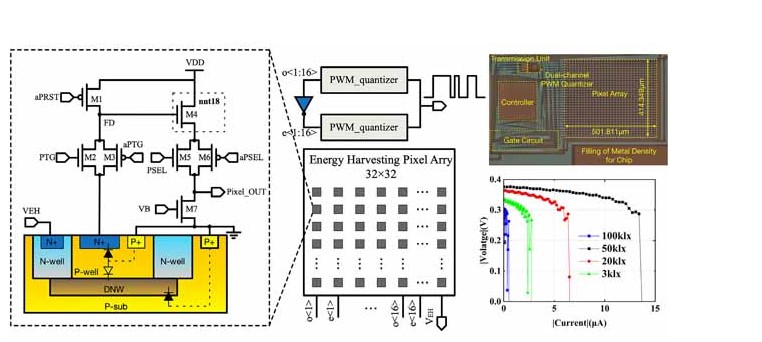 VDD
aPRST
M1
nnt18
M4
FD
PTG
M2
M3
aPTG
PSEL
M5
M6
aPSEL
Pixel_OUT
VB
M7
VEH
N+
N+
P+
P+
N-well
P-well
N-well
DNW
P-sub
o<1:16>
PWM_quantizer
e<1:16>
PWM_quantizer
Energy Harvesting Pixel Arry
32×32
o<1>
e<1>
...
o<16>
e<16>
VEH
Transmission Unit
Dual-channel
PWM Quantizer
Controller
Pixel Array
414.349μm
501.811μm
Gate Circuit
Filling of Metal Density
for Chip
|Volatge|(V)
0.4
0.3
0.2
0.1
0.0
100klx
50klx
20klx
3klx
0
5
10
15
|Current|(μA)